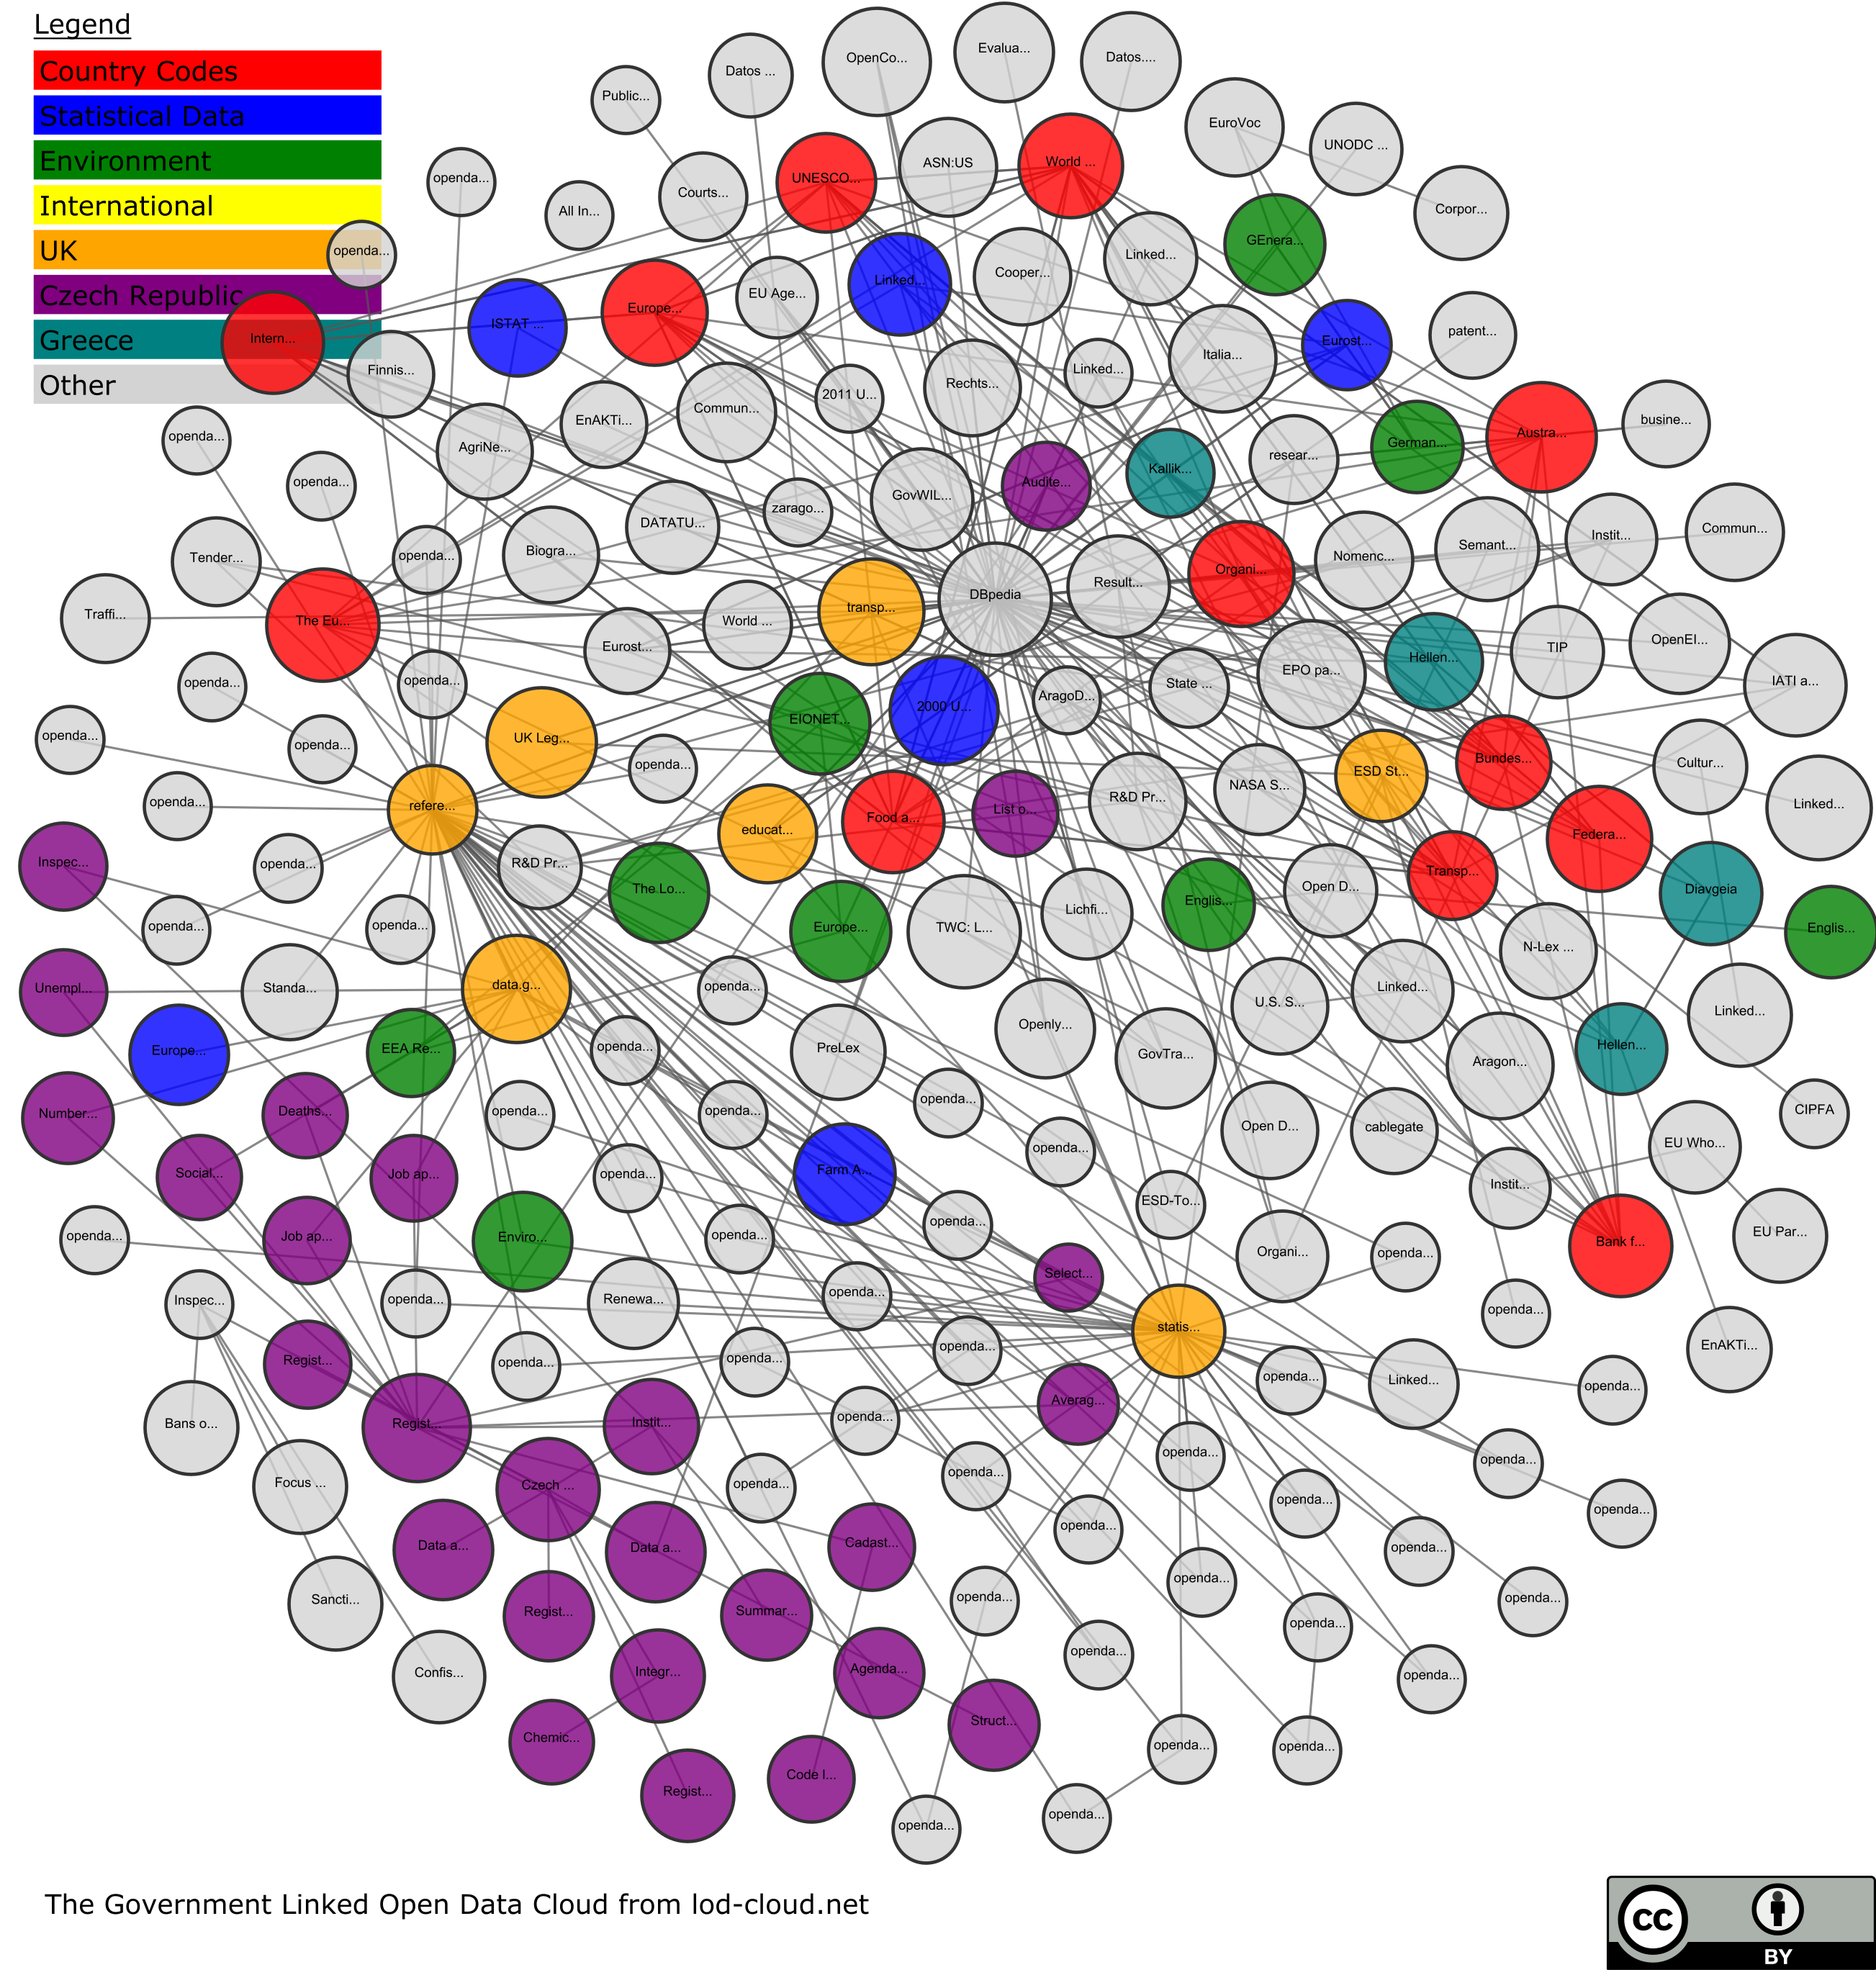 Legend
Country Codes
Statistical Data
Environment
International
UK
Czech Republic
Greece
Other
OpenCo...
Evalua...
Datos ...
Datos....
Public...
EuroVoc
UNODC ...
ASN:US
World ...
openda...
UNESCO...
Courts...
All In...
Corpor...
GEnera...
openda...
Linked...
Cooper...
Linked...
EU Age...
Europe...
ISTAT ...
Intern...
Eurost...
patent...
Italia...
Finnis...
2011 U...
Rechts...
Linked...
Commun...
EnAKTi...
busine...
Austra...
German...
openda...
AgriNe...
resear...
Kallik...
Audite...
openda...
GovWIL...
zarago...
DATATU...
Commun...
Instit...
Semant...
Tender...
openda...
Biogra...
Nomenc...
Organi...
Result...
DBpedia
transp...
Traffi...
The Eu...
World ...
Eurost...
OpenEI...
TIP
Hellen...
EPO pa...
IATI a...
openda...
openda...
State ...
AragoD...
2000 U...
EIONET...
UK Leg...
openda...
openda...
openda...
Cultur...
Bundes...
ESD St...
NASA S...
R&D Pr...
List o...
Food a...
educat...
refere...
openda...
Linked...
Federa...
Inspec...
openda...
R&D Pr...
The Lo...
Transp...
Open D...
Englis...
Lichfi...
TWC: L...
Europe...
Diavgeia
Englis...
openda...
openda...
N-Lex ...
Unempl...
Standa...
data.g...
openda...
Linked...
U.S. S...
Openly...
Linked...
Europe...
EEA Re...
openda...
PreLex
GovTra...
Aragon...
Hellen...
Number...
Deaths...
openda...
openda...
openda...
Open D...
cablegate
CIPFA
Social...
Job ap...
openda...
Farm A...
openda...
EU Who...
Instit...
ESD-To...
openda...
Job ap...
Enviro...
openda...
openda...
Organi...
openda...
Bank f...
EU Par...
Inspec...
openda...
Renewa...
openda...
Select...
openda...
statis...
EnAKTi...
Regist...
openda...
openda...
openda...
openda...
Linked...
openda...
Bans o...
Regist...
Instit...
openda...
Averag...
Focus ...
Czech ...
openda...
openda...
openda...
openda...
Data a...
Data a...
Cadast...
openda...
openda...
openda...
openda...
Sancti...
Regist...
Summar...
openda...
openda...
openda...
openda...
Confis...
Integr...
Agenda...
openda...
openda...
Chemic...
Struct...
openda...
openda...
Regist...
Code l...
openda...
openda...
The Government Linked Open Data Cloud from lod-cloud.net
cc
BY